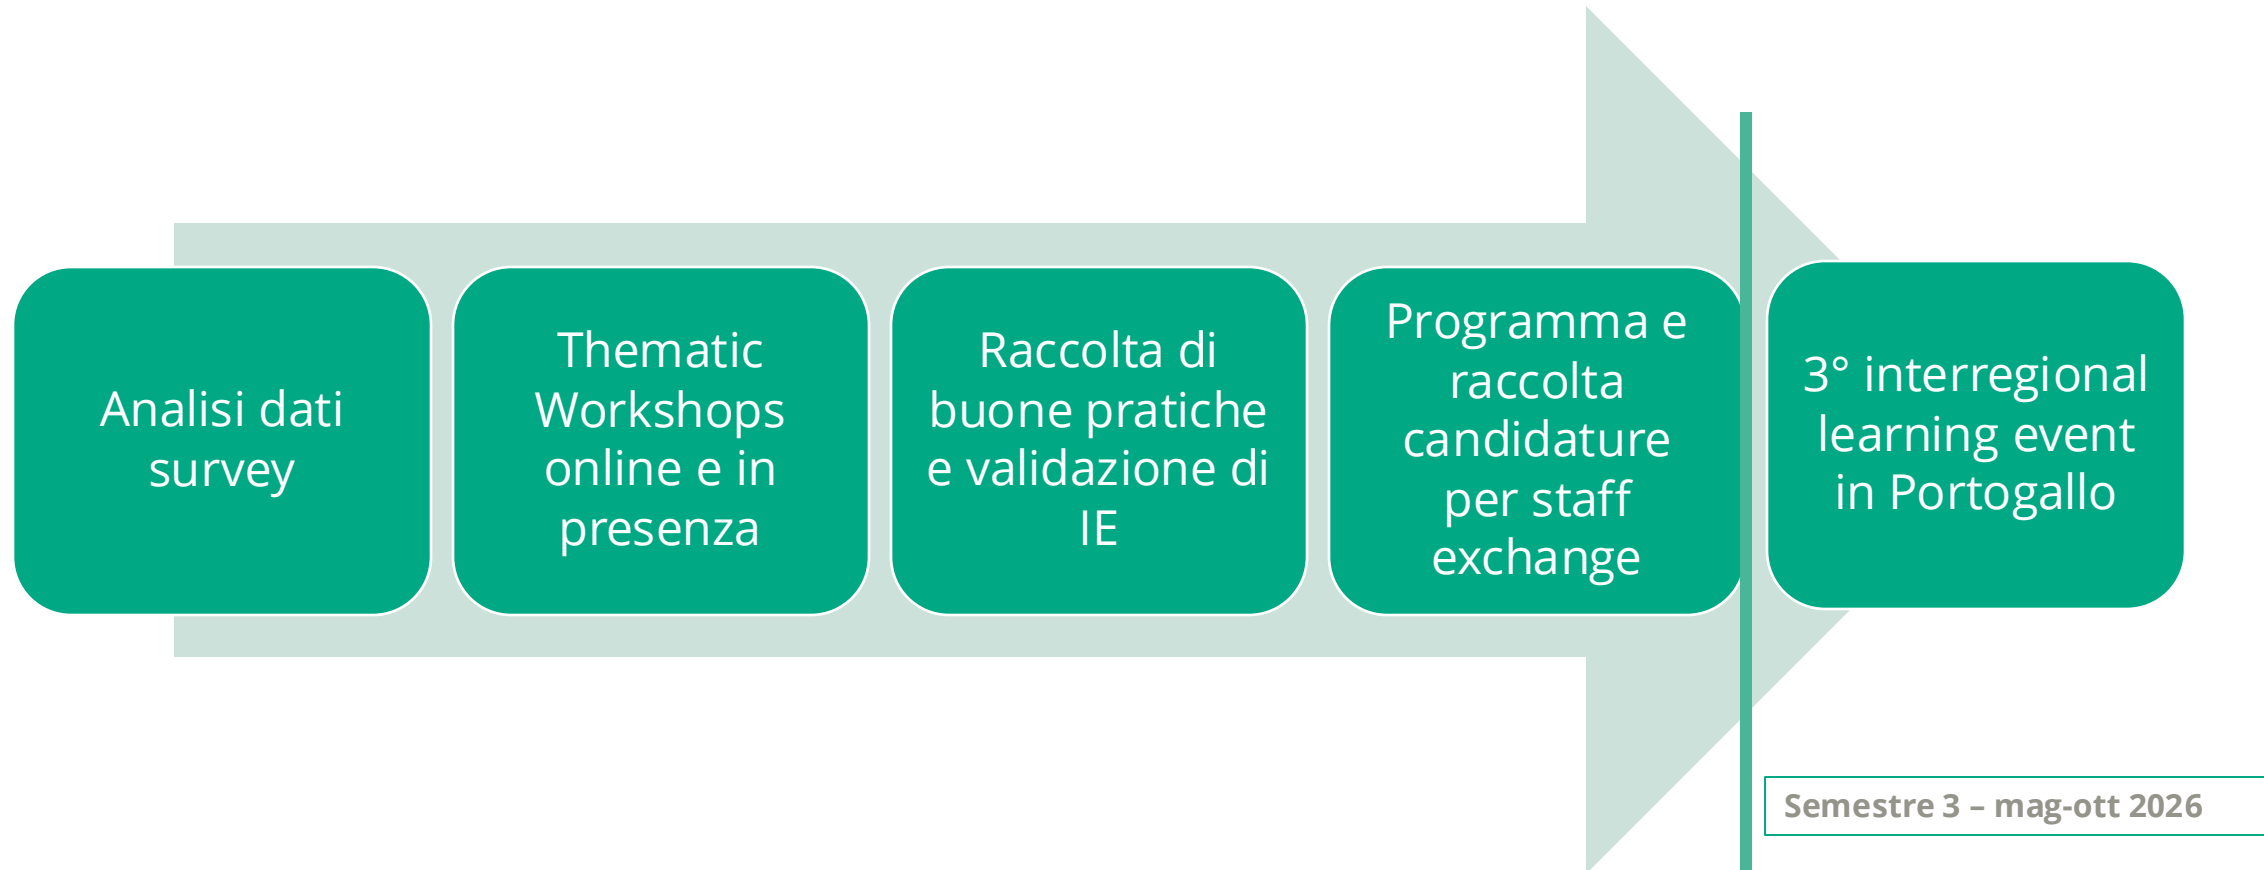 Analisi dati
survey
Thematic
Workshops
online e in
presenza
Raccolta di
buone pratiche
e validazione di
IE
Programma e
raccolta
candidature
per staff
exchange
3° interregional
learning event
in Portogallo
Semestre 3 – mag-ott 2026